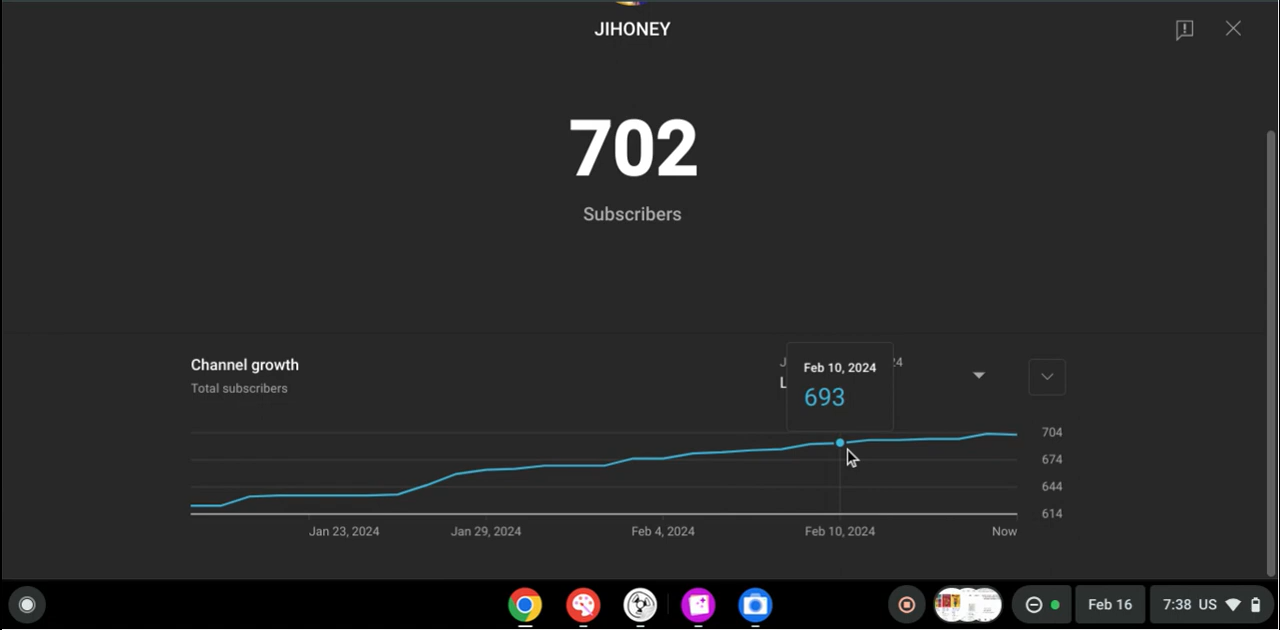 JIHONEY
702
Subscribers
Channel growth
Total subscribers
J
4
L
Feb 10, 2024
693
704
674
644
614
Jan 23, 2024
Jan 29, 2024
Feb 4, 2024
Feb 10, 2024
Now
Feb 16
7:38 US